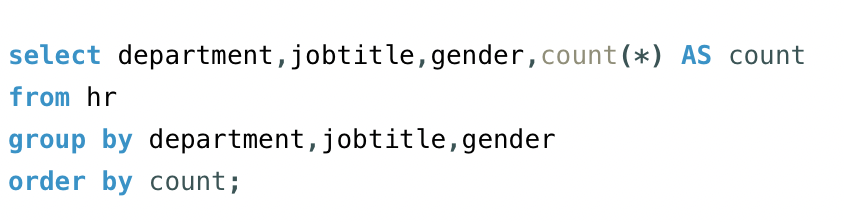 select department,jobtitle,gender,count(*) AS count
from hr
group by department,jobtitle,gender
order by count;